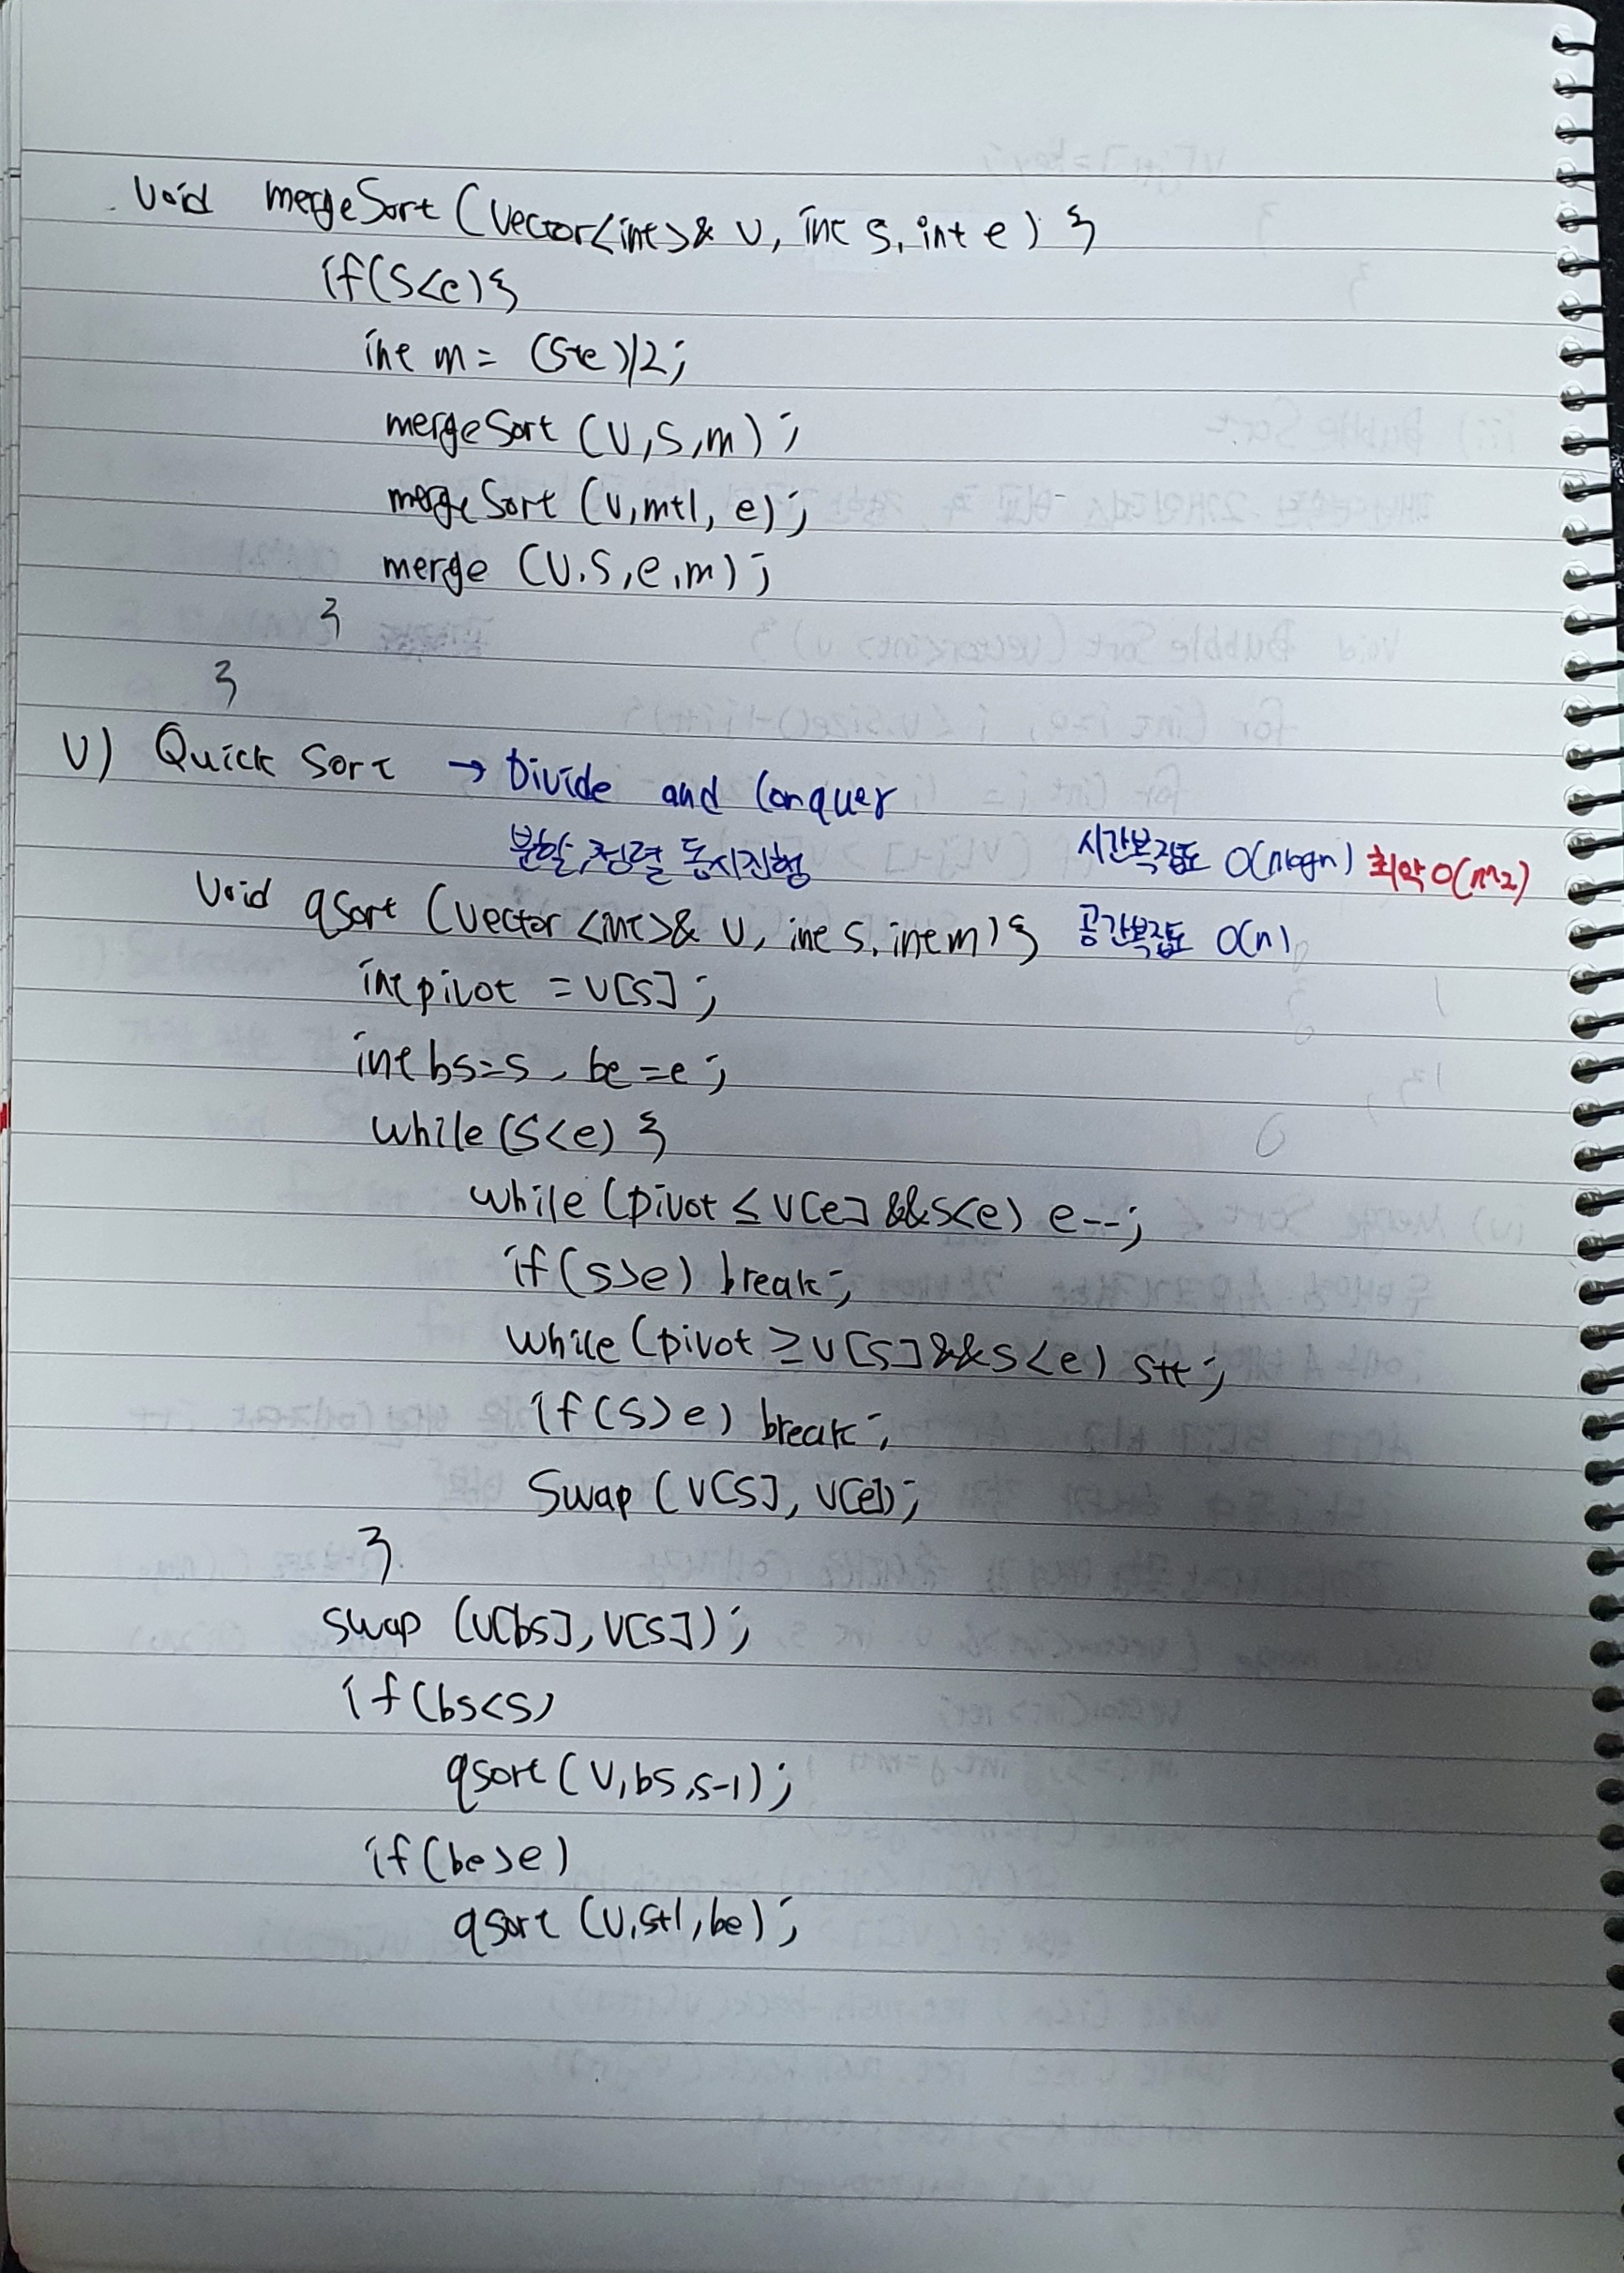 void mergeSort (vector<int>& v, int s, int e) {
if(s<e){
int m = (s+e)/2;
mergeSort (v,s,m);
mergeSort (v,m+1, e);
merge (v,s,e,m);
}
}
v) Quick Sort → Divide and Conquer
분할,정렬 동시진행 시간복잡도 O(nlogn) 최악 O(n^2)
void qsort (vector <int>& v, int s, int m) { 공간복잡도 O(n)
int pivot = v[s];
int bs=s, be=e;
while(s<e) {
while (pivot ≤ v[e] &&s<e) e--;
if(s>e) break;
while (pivot ≥ v[s]&&s<e) s++;
if(s>e) break;
swap (v[s], v[e]);
}
swap (v[bs], v[s]);
if(bs<s)
qsort(v,bs,s-1);
if(be>e)
qsort (v,s+1,be);